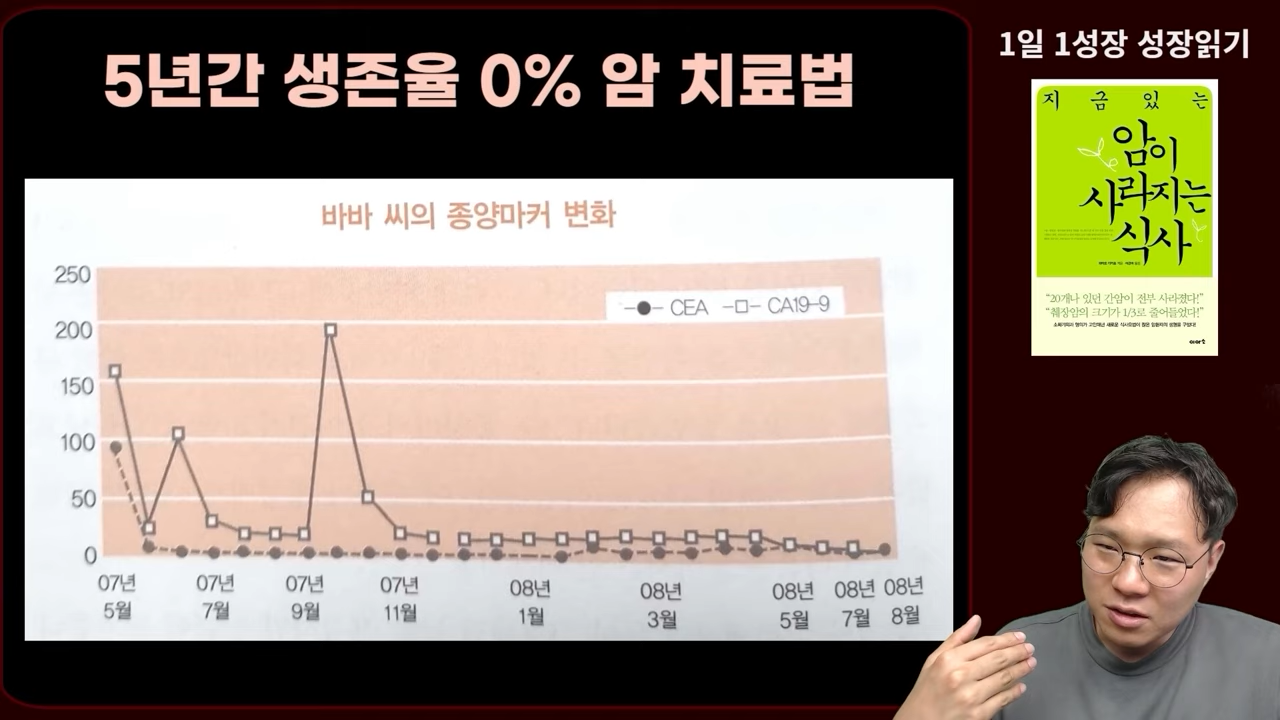 5년간 생존율 0% 암 치료법
바바 씨의 종양마커 변화
250
200
150
100
50
0
CEA
CA19-9
07년 5월
07년 7월
07년 9월
07년 11월
08년 1월
08년 3월
08년 5월
08년 7월
08년 8월
1일 1성장 성장읽기
지금있는
암이
사라지는
식사
“20개나 있던 간암이 전부 사라졌다!”
“췌장암의 크기가 1/3로 줄어들었다!”